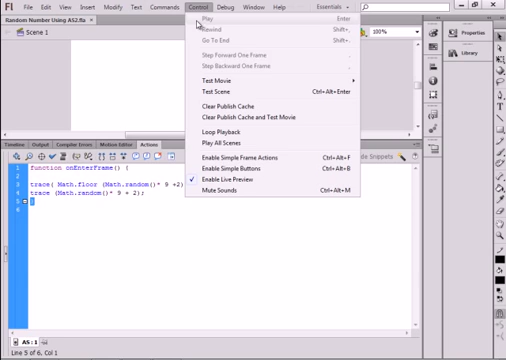 Fl File Edit View Insert Modify Text Commands Control Debug Window Help Essentials
Random Number Using AS2.fla
Scene 1
100%
Properties
Library
Play Enter
Rewind Shift+,
Go To End Shift+.
Step Forward One Frame .
Step Backward One Frame ,
Test Movie
Test Scene Ctrl+Alt+Enter
Clear Publish Cache
Clear Publish Cache and Test Movie
Loop Playback
Play All Scenes
Enable Simple Frame Actions Ctrl+Alt+F
Enable Simple Buttons Ctrl+Alt+B
Enable Live Preview
Mute Sounds Ctrl+Alt+M
Timeline Output Compiler Errors Motion Editor Actions
de Snippets
1 function onEnterFrame() {
2
3 trace( Math.floor (Math.random()* 9 +2)
4 trace (Math.random()* 9 + 2);
5 }
6
AS: 1
Line 5 of 6, Col 1